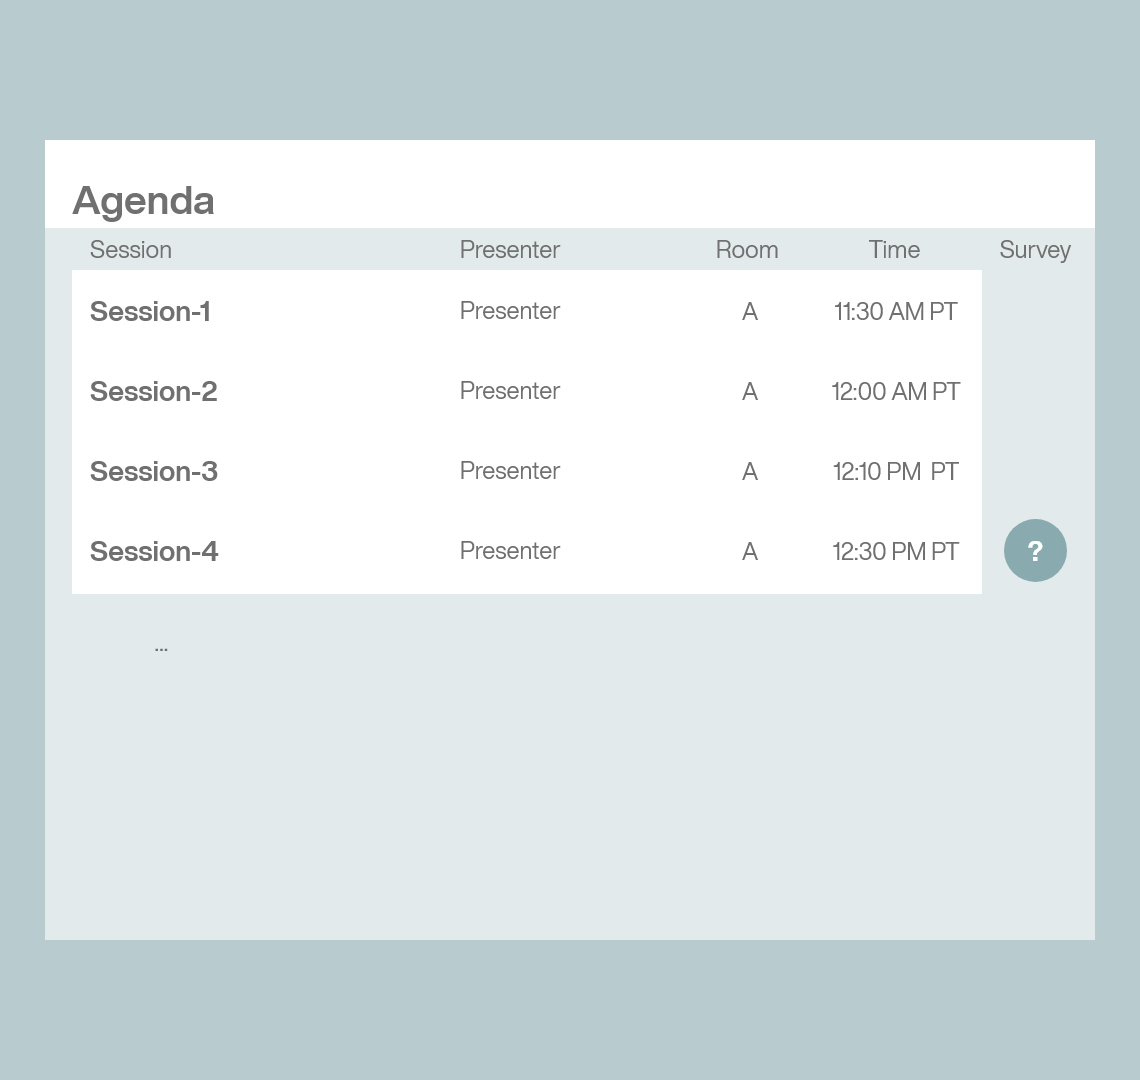 Agenda
Session Presenter Room Time Survey
Session-1 Presenter A 11:30 AM PT
Session-2 Presenter A 12:00 AM PT
Session-3 Presenter A 12:10 PM  PT
Session-4 Presenter A 12:30 PM PT ?
...